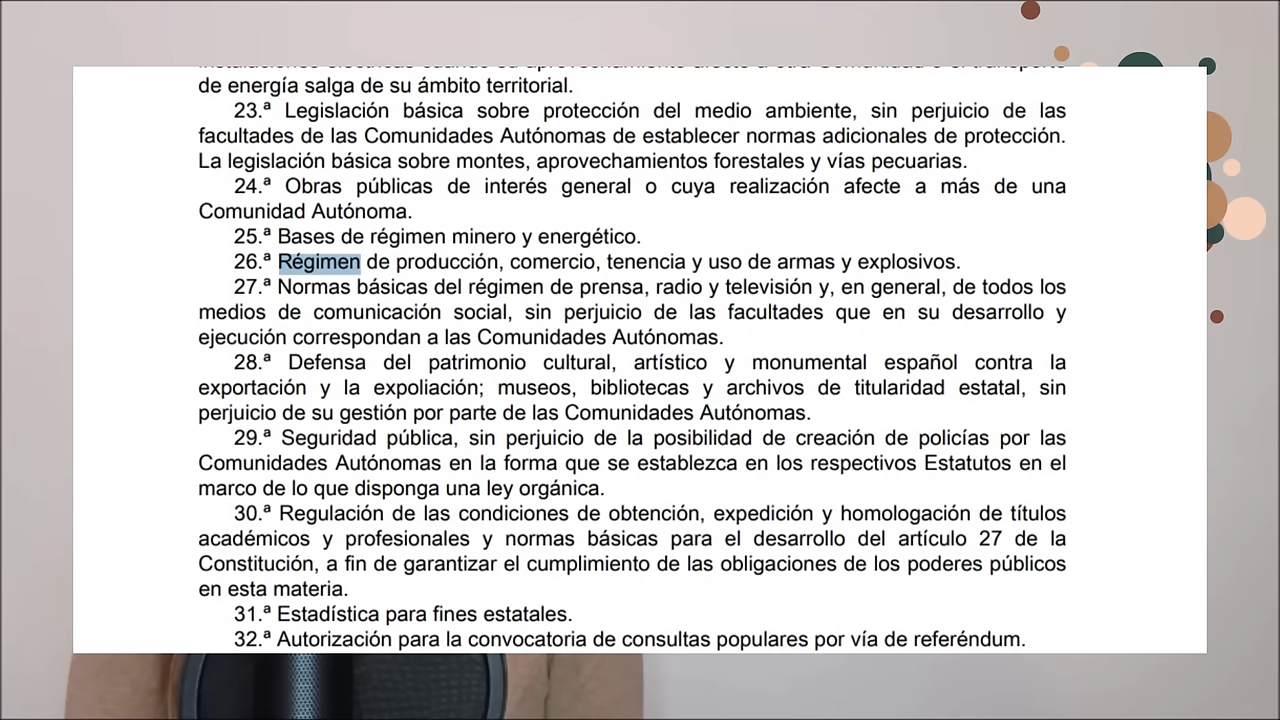 de energía salga de su ámbito territorial.
23.ª Legislación básica sobre protección del medio ambiente, sin perjuicio de las
facultades de las Comunidades Autónomas de establecer normas adicionales de protección.
La legislación básica sobre montes, aprovechamientos forestales y vías pecuarias.
24.ª Obras públicas de interés general o cuya realización afecte a más de una
Comunidad Autónoma.
25.ª Bases de régimen minero y energético.
26.ª Régimen de producción, comercio, tenencia y uso de armas y explosivos.
27.ª Normas básicas del régimen de prensa, radio y televisión y, en general, de todos los
medios de comunicación social, sin perjuicio de las facultades que en su desarrollo y
ejecución correspondan a las Comunidades Autónomas.
28.ª Defensa del patrimonio cultural, artístico y monumental español contra la
exportación y la expoliación; museos, bibliotecas y archivos de titularidad estatal, sin
perjuicio de su gestión por parte de las Comunidades Autónomas.
29.ª Seguridad pública, sin perjuicio de la posibilidad de creación de policías por las
Comunidades Autónomas en la forma que se establezca en los respectivos Estatutos en el
marco de lo que disponga una ley orgánica.
30.ª Regulación de las condiciones de obtención, expedición y homologación de títulos
académicos y profesionales y normas básicas para el desarrollo del artículo 27 de la
Constitución, a fin de garantizar el cumplimiento de las obligaciones de los poderes públicos
en esta materia.
31.ª Estadística para fines estatales.
32.ª Autorización para la convocatoria de consultas populares por vía de referéndum.